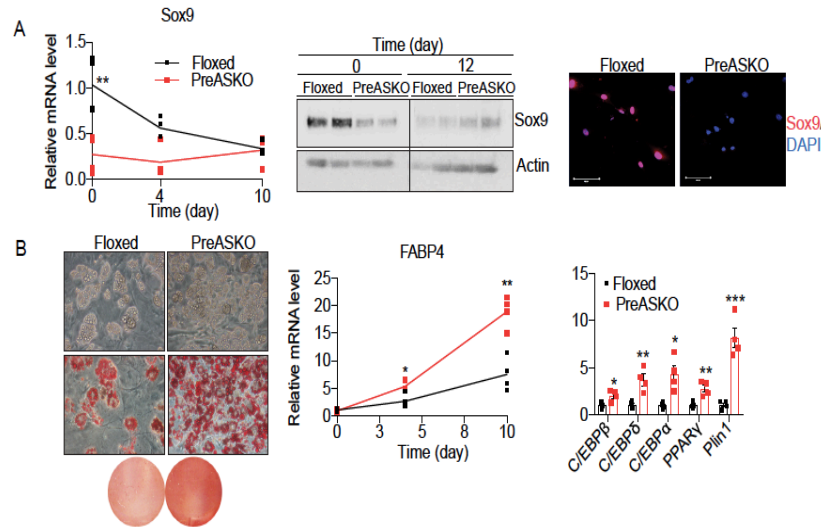 A
Sox9
Relative mRNA level
1.5
1.0
0.5
0.0
0 4 10
Time (day)
**
Floxed
PreASKO
Time (day)
0 12
Floxed PreASKO Floxed PreASKO
Sox9
Actin
Floxed PreASKO
Sox9/
DAPI
B
Floxed PreASKO
FABP4
Relative mRNA level
25
20
15
10
5
0
0 5 10
Time (day)
*
**
15
10
5
0
Floxed
PreASKO
* ** * ** ***
C/EBPβ C/EBPδ C/EBPα PPARγ Plin1